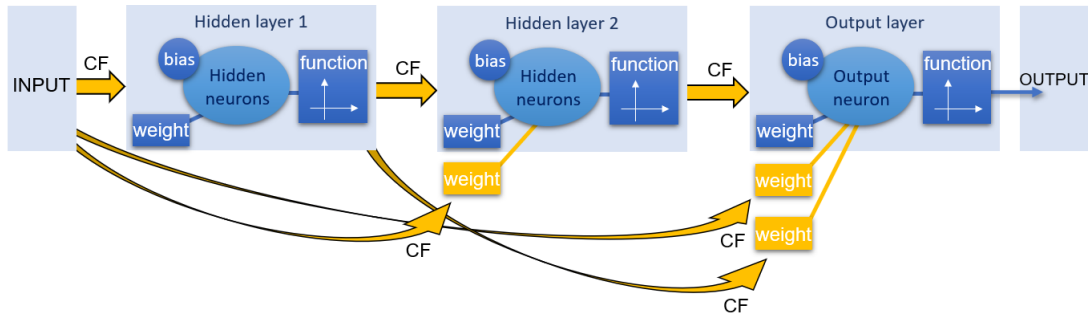 Hidden layer 1
Hidden layer 2
Output layer
INPUT
CF
bias
Hidden
neurons
function
weight
CF
bias
Hidden
neurons
function
weight
weight
CF
bias
Output
neuron
function
weight
weight
weight
OUTPUT
CF
CF
CF